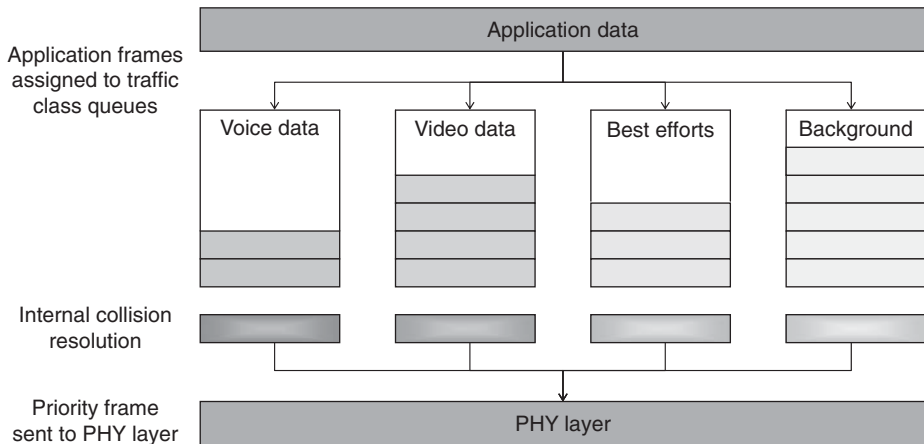 Application data
Application frames
assigned to traffic
class queues
Voice data
Video data
Best efforts
Background
Internal collision
resolution
Priority frame
sent to PHY layer
PHY layer